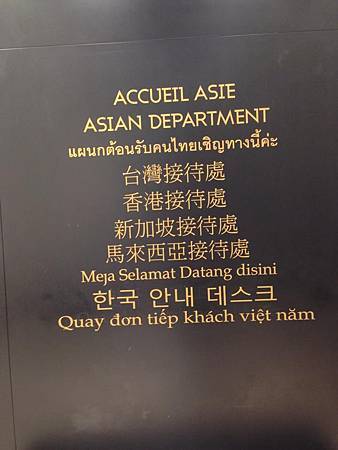 ACCUEIL ASIE
ASIAN DEPARTMENT
แผนกต้อนรับคนไทยเชิญทางนี้ค่ะ
台灣接待處
香港接待處
新加坡接待處
馬來西亞接待處
Meja Selamat Datang disini
한국 안내 데스크
Quay đơn tiếp khách việt năm